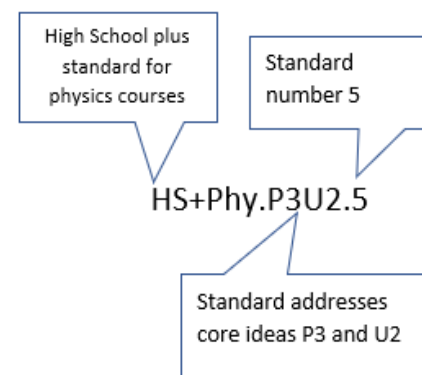 High School plus
standard for
physics courses
Standard
number 5
HS+Phy.P3U2.5
Standard addresses
core ideas P3 and U2